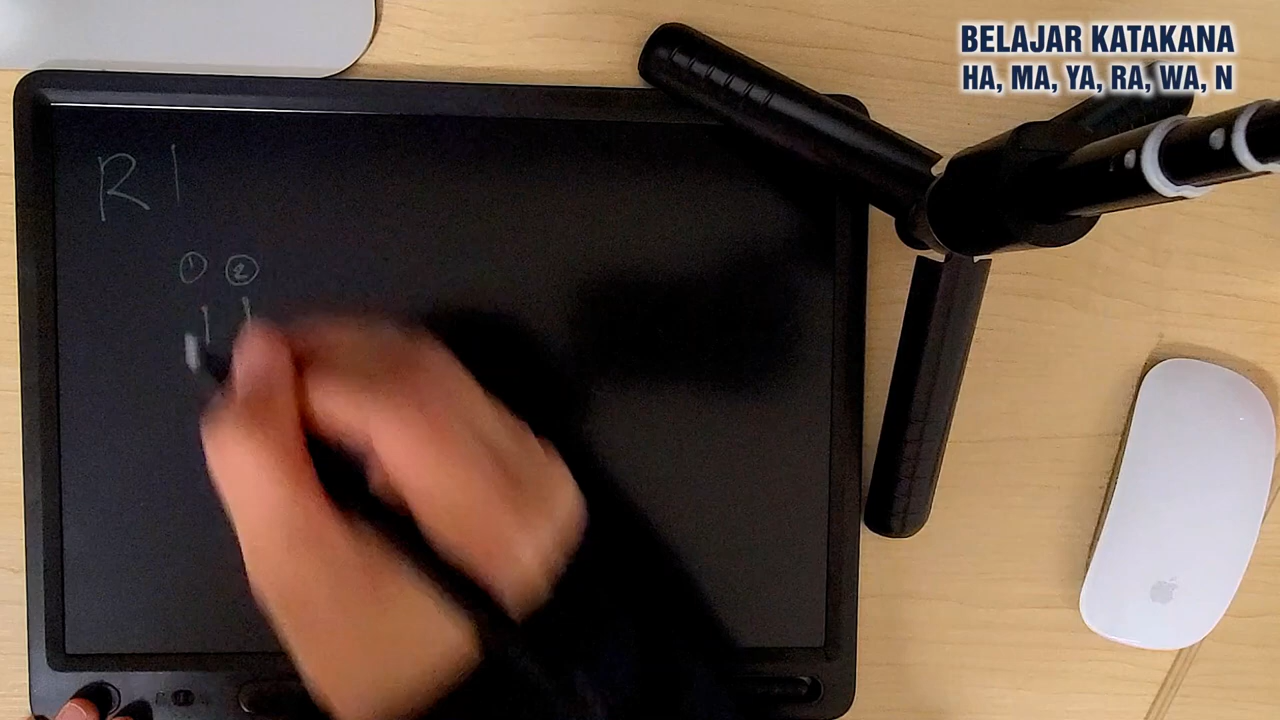 BELAJAR KATAKANA
HA, MA, YA, RA, WA, N
RI
① ②